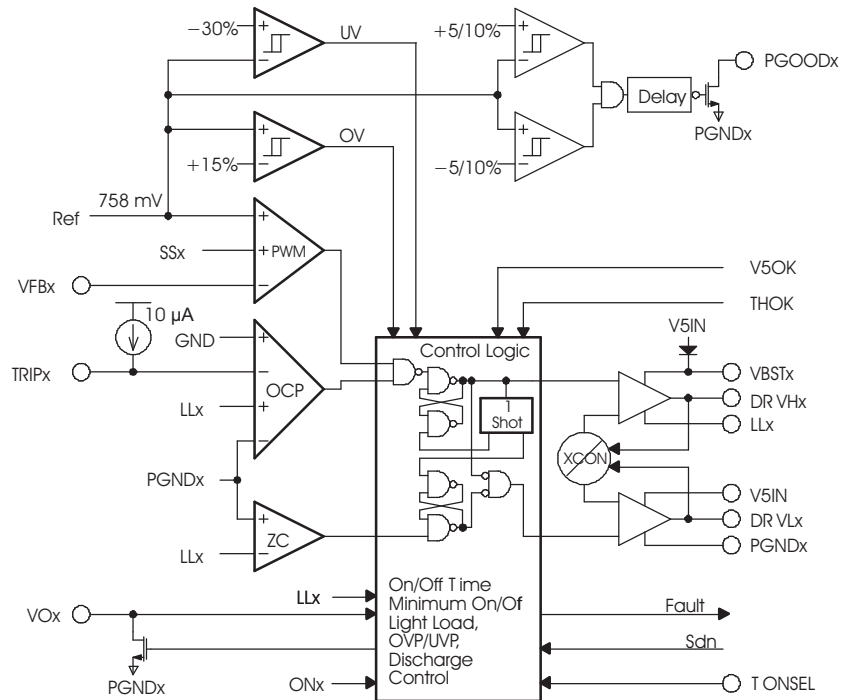 −30%
UV
+5/10%
PGOODx
Delay
PGNDx
OV
+15%
−5/10%
758 mV
Ref
SSx
PWM
VFBx
V5OK
10 µA
THOK
GND
V5IN
Control Logic
TRIPx
OCP
VBSTx
LLx
1
Shot
DR VHx
LLx
XCON
PGNDx
V5IN
ZC
DR VLx
LLx
PGNDx
On/Off T ime
Minimum On/Of
Light Load,
OVP/UVP,
Discharge
Control
LLx
VOx
Fault
Sdn
PGNDx
ONx
T ONSEL